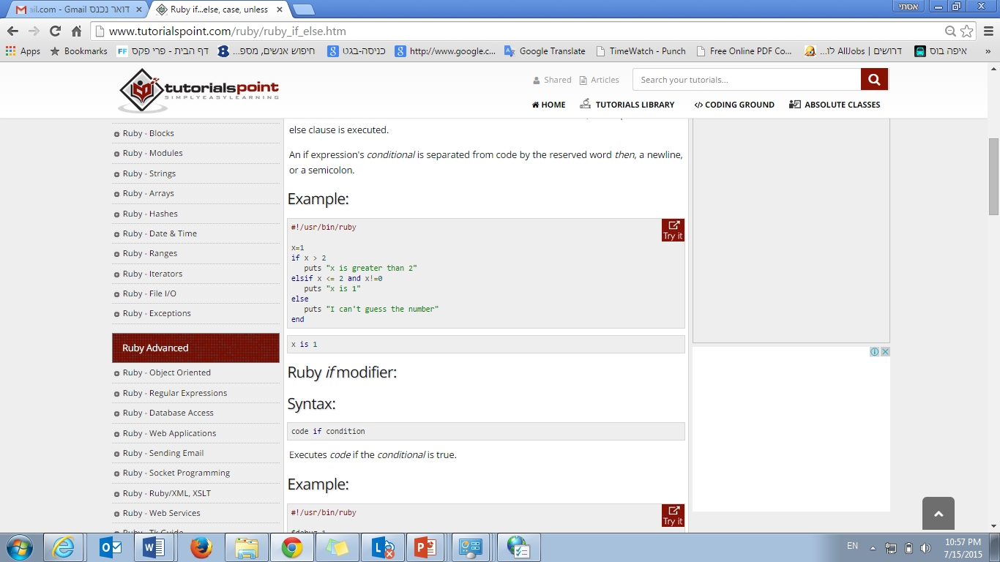 ail.com - Gmail דואר נכנס
Ruby if...else, case, unless
אסתי
www.tutorialspoint.com/ruby/ruby_if_else.htm
Apps
Bookmarks
דף הבית - פרי פקס
חיפוש אנשים, מספ...
כניסה-בגט
http://www.google.c...
Google Translate
TimeWatch - Punch
Free Online PDF Co...
דרושים | AllJobs לו...
איפה בוס
»
tutorialspoint
SIMPLYEASYLEARNING
Shared
Articles
Search your tutorials...
HOME
TUTORIALS LIBRARY
</> CODING GROUND
ABSOLUTE CLASSES
Ruby - Blocks
Ruby - Modules
Ruby - Strings
Ruby - Arrays
Ruby - Hashes
Ruby - Date & Time
Ruby - Ranges
Ruby - Iterators
Ruby - File I/O
Ruby - Exceptions
Ruby Advanced
Ruby - Object Oriented
Ruby - Regular Expressions
Ruby - Database Access
Ruby - Web Applications
Ruby - Sending Email
Ruby - Socket Programming
Ruby - Ruby/XML, XSLT
Ruby - Web Services
Ruby - Tk Guide
else clause is executed.
An if expression's conditional is separated from code by the reserved word then, a newline,
or a semicolon.
Example:
Try it
#!/usr/bin/ruby
x=1
if x > 2
   puts "x is greater than 2"
elsif x <= 2 and x!=0
   puts "x is 1"
else
   puts "I can't guess the number"
end
x is 1
Ruby if modifier:
Syntax:
code if condition
Executes code if the conditional is true.
Example:
Try it
#!/usr/bin/ruby
$debug=1
EN
10:57 PM
7/15/2015